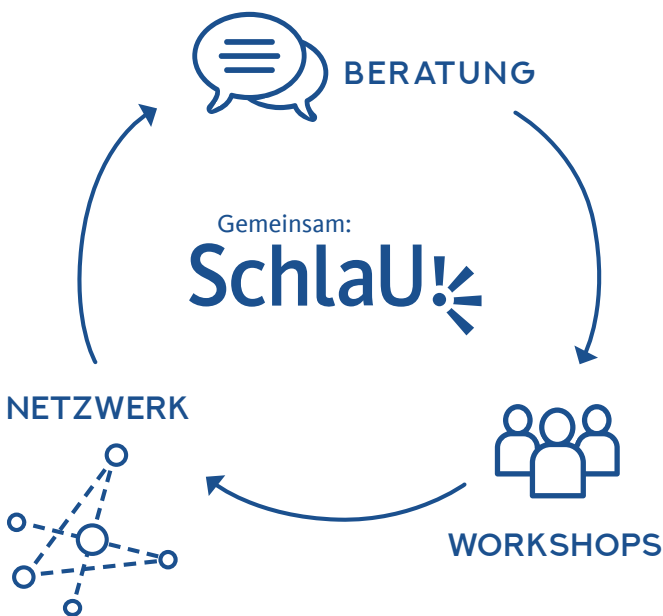 BERATUNG
Gemeinsam:
SchlaU!
NETZWERK
WORKSHOPS